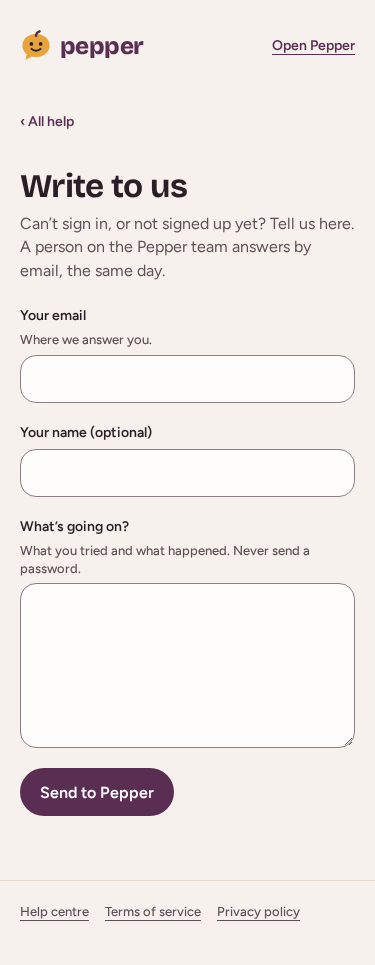 pepper
Open Pepper
‹ All help
Write to us
Can’t sign in, or not signed up yet? Tell us here.
A person on the Pepper team answers by
email, the same day.
Your email
Where we answer you.
Your name (optional)
What’s going on?
What you tried and what happened. Never send a
password.
Send to Pepper
Help centre
Terms of service
Privacy policy